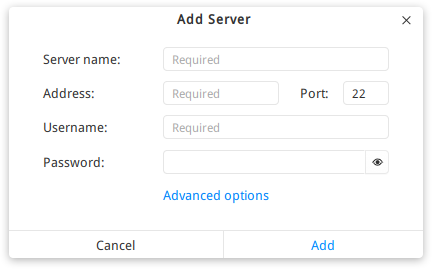 Add Server
Server name: Required
Address: Required Port: 22
Username: Required
Password:
Advanced options
Cancel Add